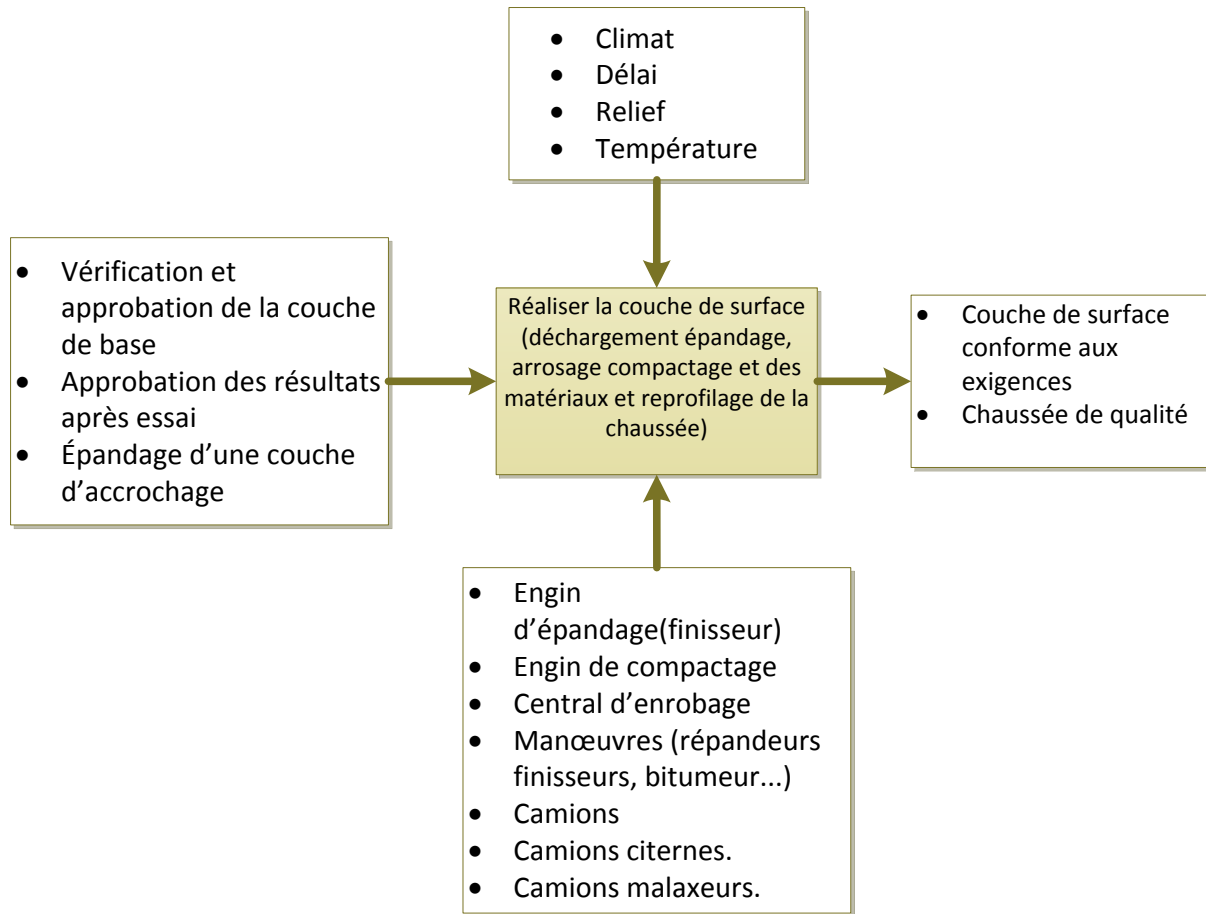 • Climat
• Délai
• Relief
• Température
• Vérification et
approbation de la couche
de base
• Approbation des résultats
après essai
• Épandage d’une couche
d’accrochage
Réaliser la couche de surface
(déchargement épandage,
arrosage compactage et des
matériaux et reprofilage de la
chaussée)
• Couche de surface
conforme aux
exigences
• Chaussée de qualité
• Engin
d’épandage(finisseur)
• Engin de compactage
• Central d’enrobage
• Manœuvres (répandeurs
finisseurs, bitumeur...)
• Camions
• Camions citernes.
• Camions malaxeurs.